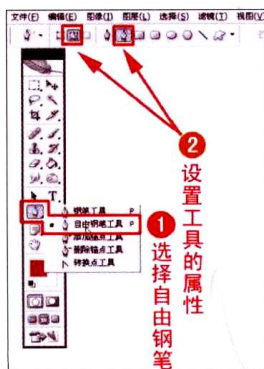 文件(F) 编辑(E) 图像(I) 图层(L) 选择(S) 滤镜(T) 视图(V)
T
钢笔工具 P
自由钢笔工具 P
添加锚点工具
删除锚点工具
转换点工具
1
选择自由钢笔
2
设置工具的属性